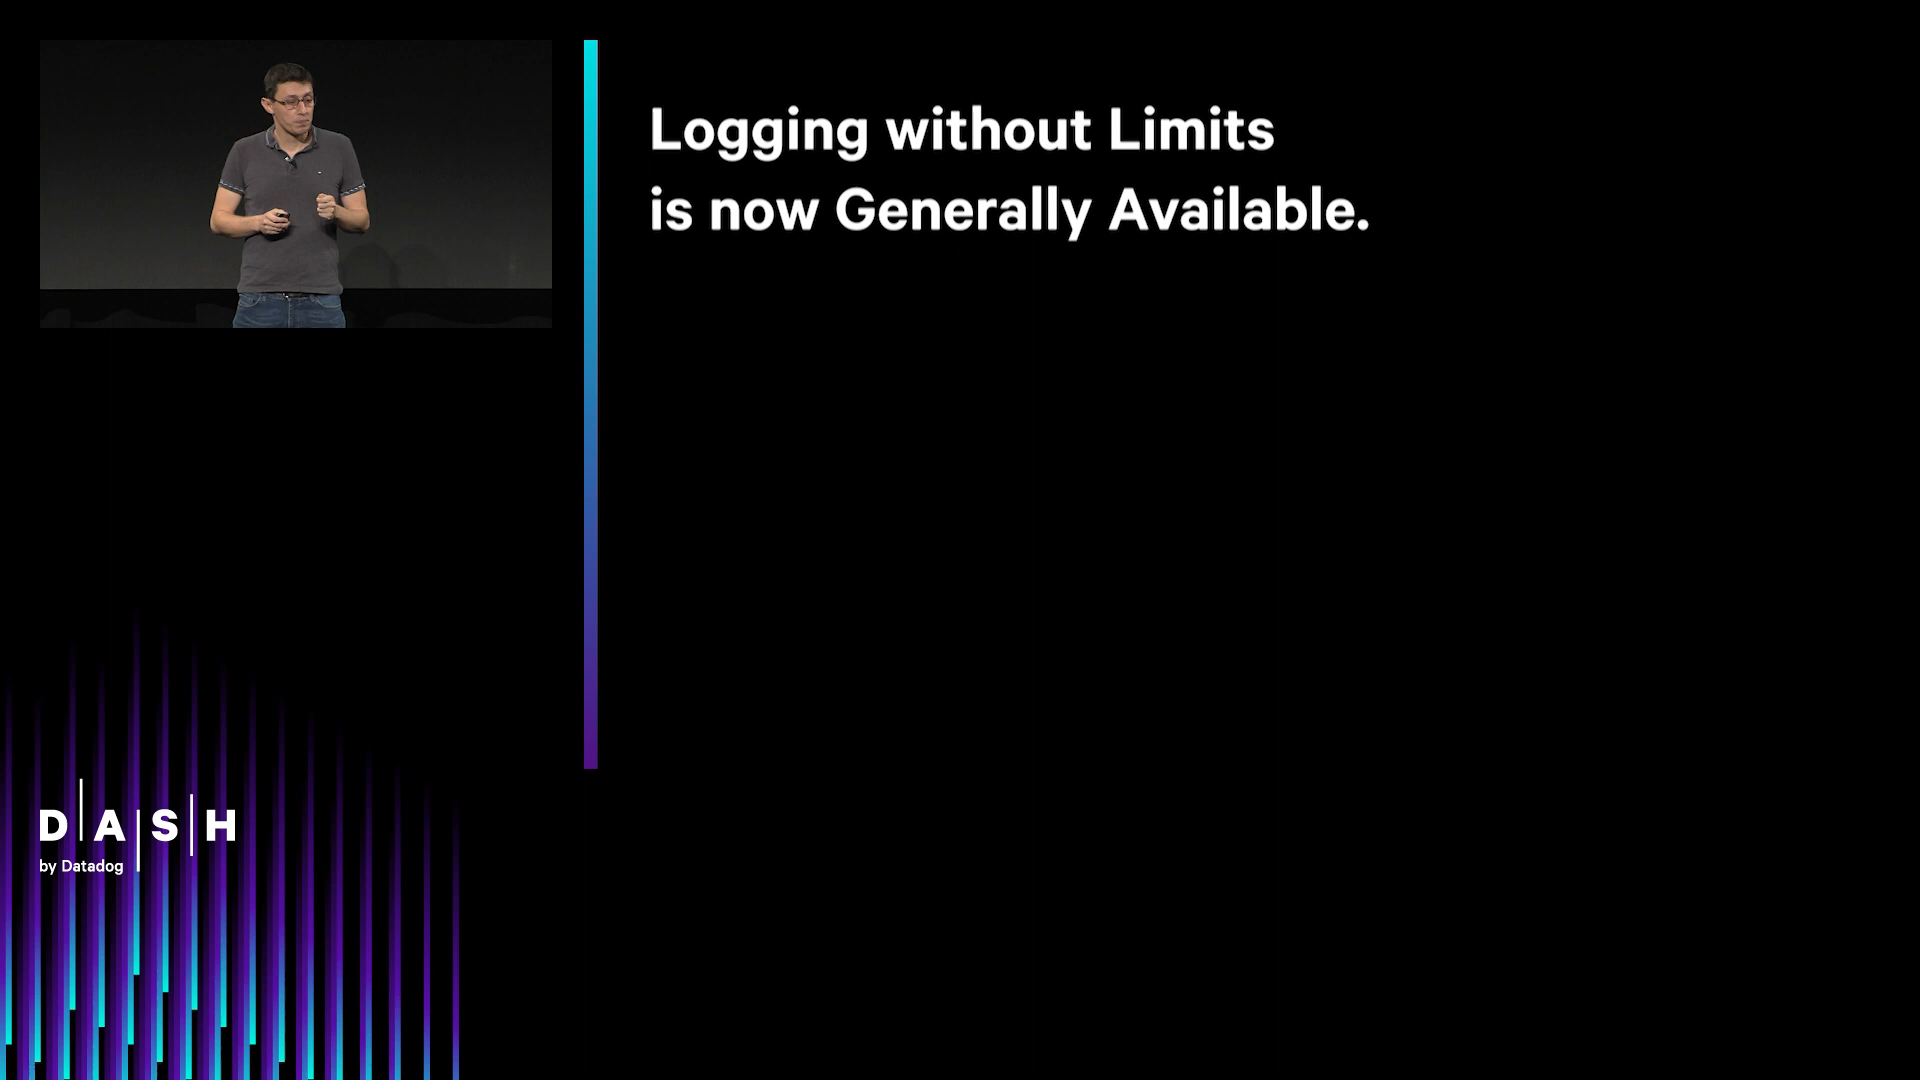 Logging without Limits
is now Generally Available.
DASH
by Datadog